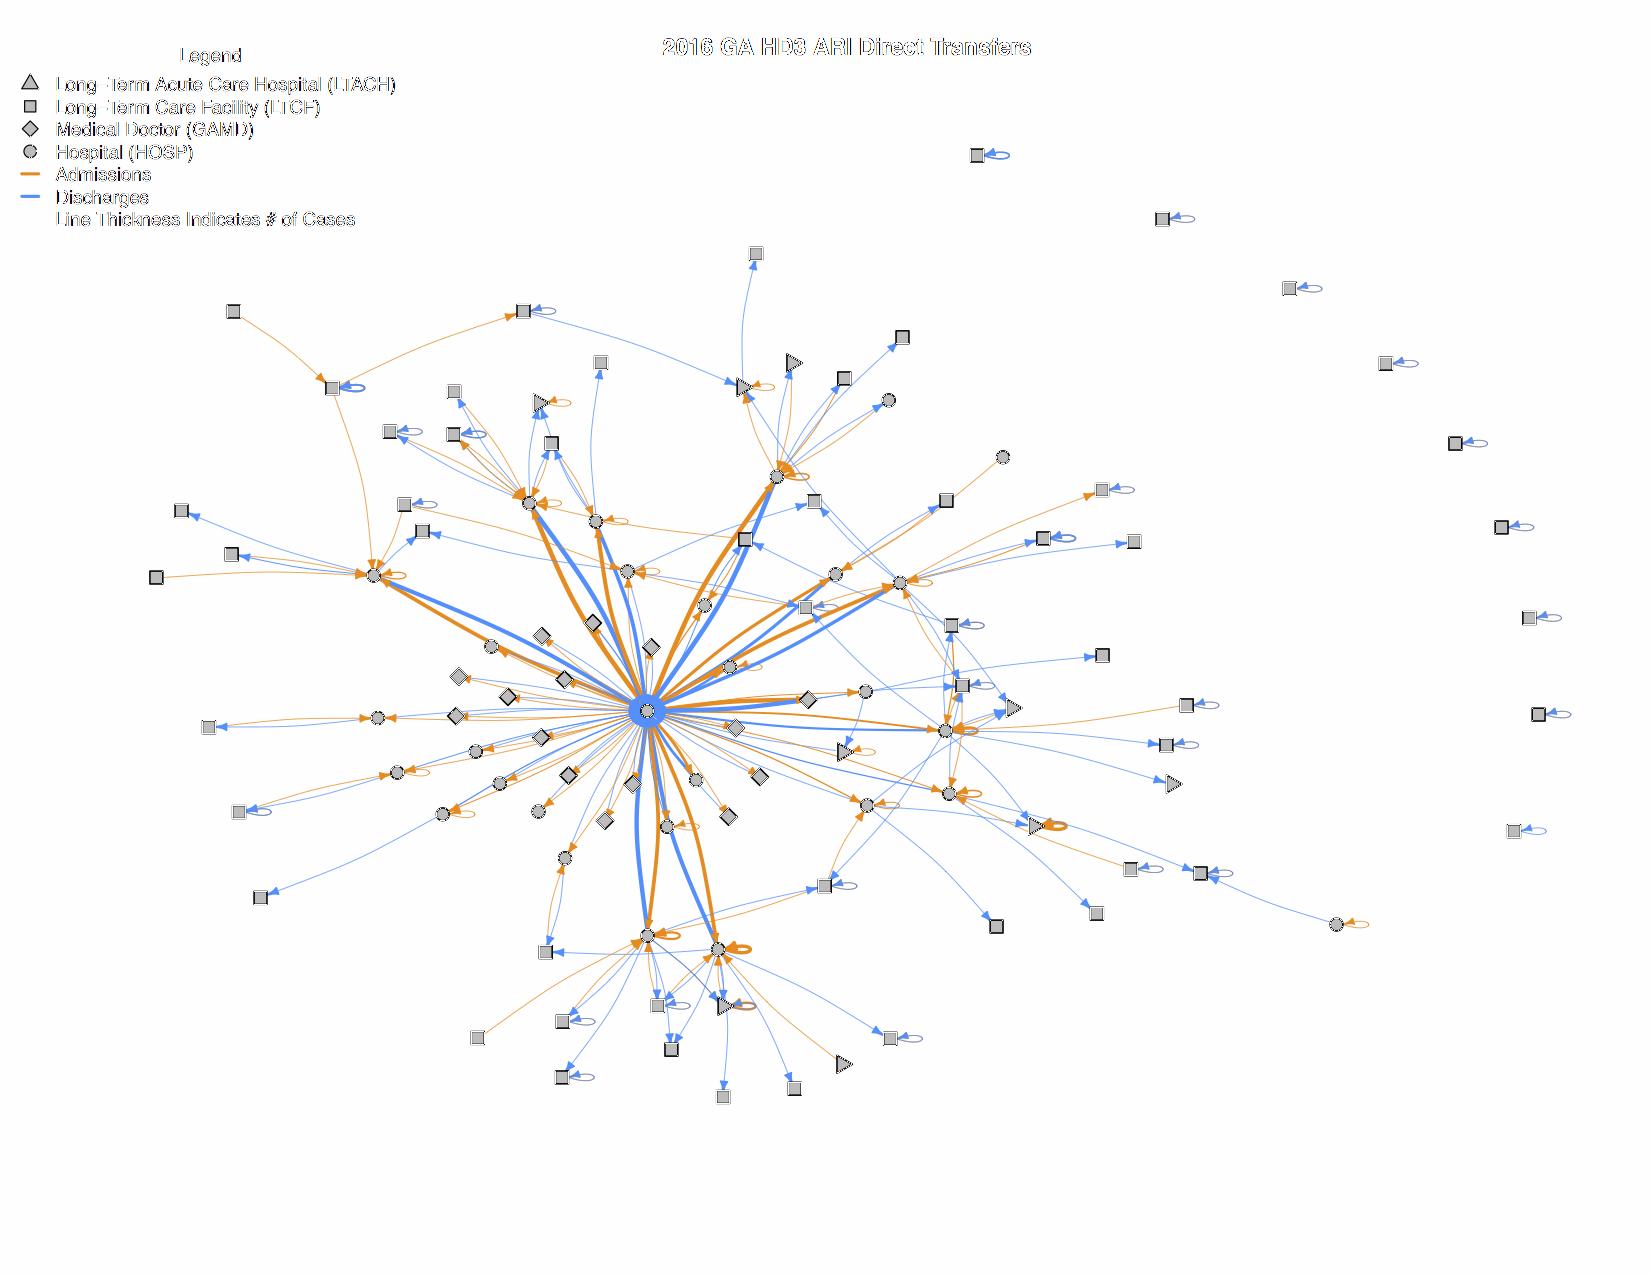 2016 GA HD3 ARI Direct Transfers
Legend
Long-Term Acute Care Hospital (LTACH)
Long-Term Care Facility (LTCF)
Medical Doctor (GAMD)
Hospital (HOSP)
Admissions
Discharges
Line Thickness Indicates # of Cases